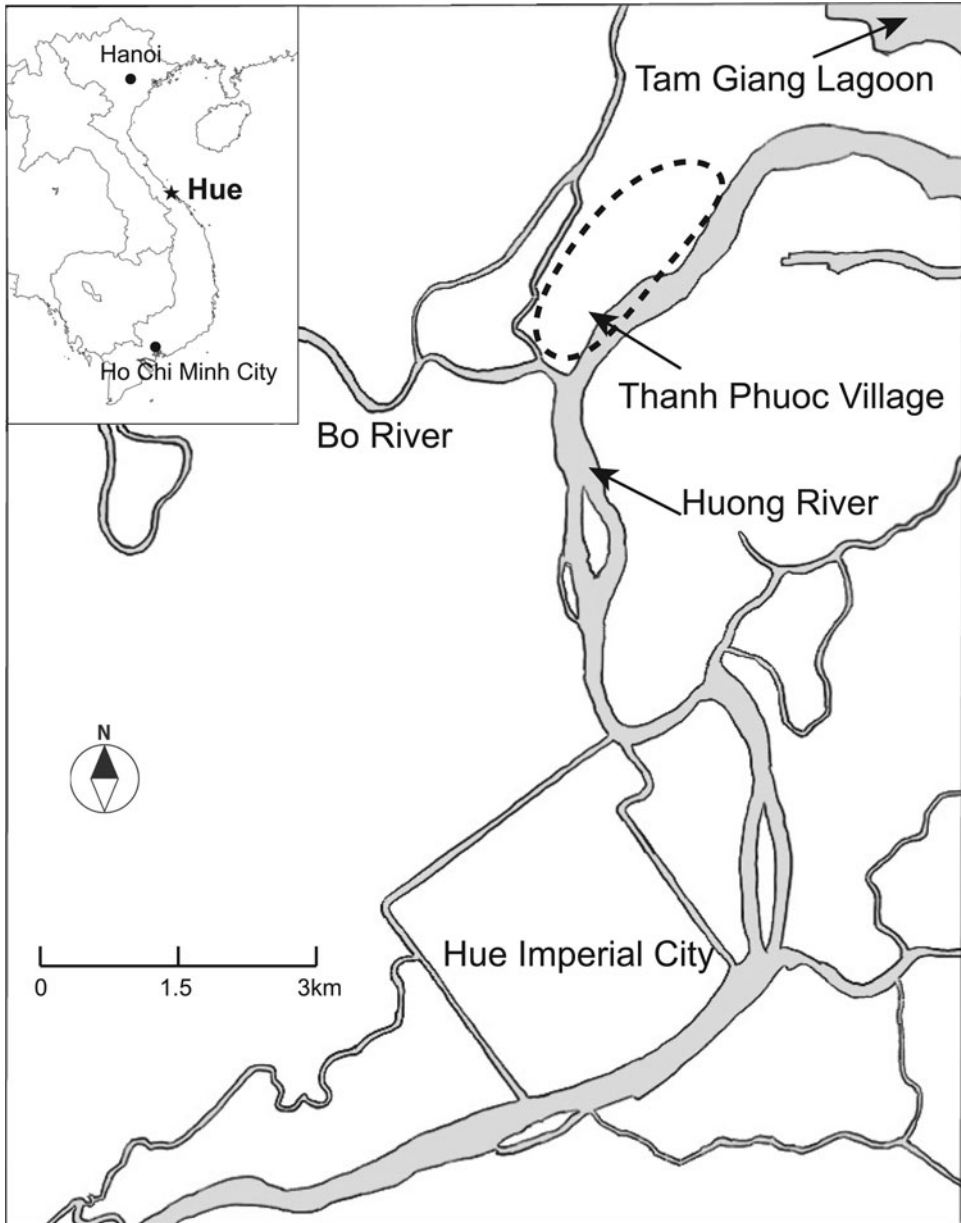 Hanoi
Hue
Ho Chi Minh City
Tam Giang Lagoon
Thanh Phuoc Village
Bo River
Huong River
N
Hue Imperial City
0 1.5 3km